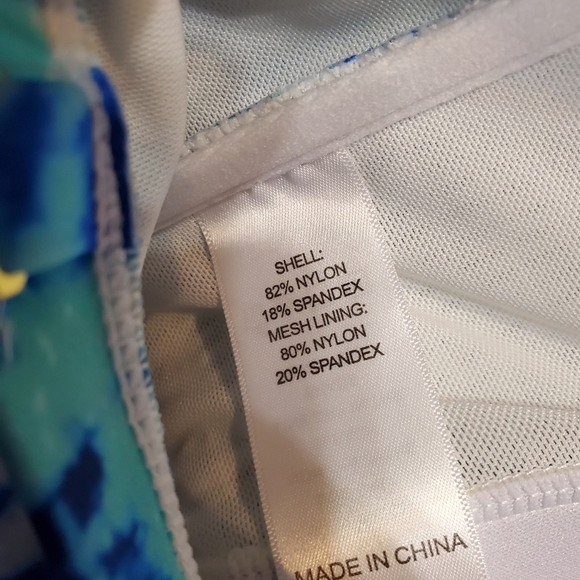 SHELL:
82% NYLON
18% SPANDEX
MESH LINING:
80% NYLON
20% SPANDEX
MADE IN CHINA